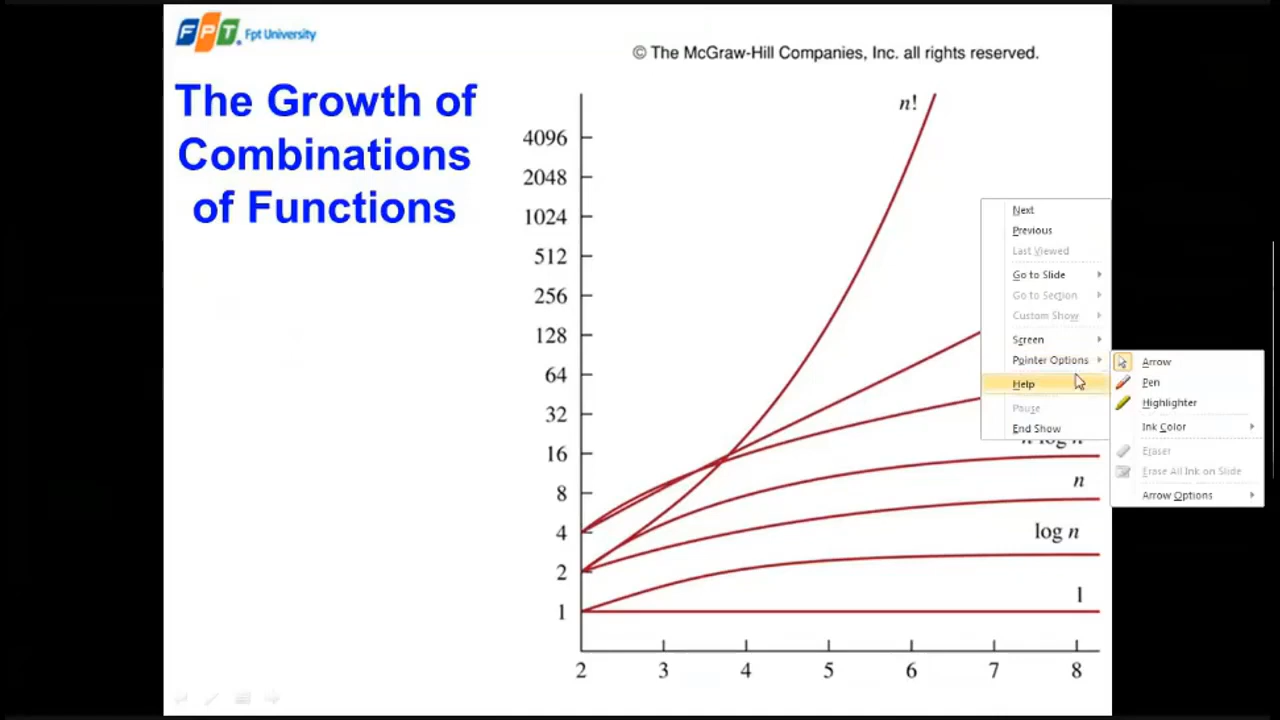 FPT Fpt University
© The McGraw-Hill Companies, Inc. all rights reserved.
The Growth of
Combinations
of Functions
n!
4096
2048
1024
512
256
128
64
32
16
8
4
2
1
n log n
n
log n
1
2 3 4 5 6 7 8
Next
Previous
Last Viewed
Go to Slide
Go to Section
Custom Show
Screen
Pointer Options
Help
Pause
End Show
Arrow
Pen
Highlighter
Ink Color
Eraser
Erase All Ink on Slide
Arrow Options